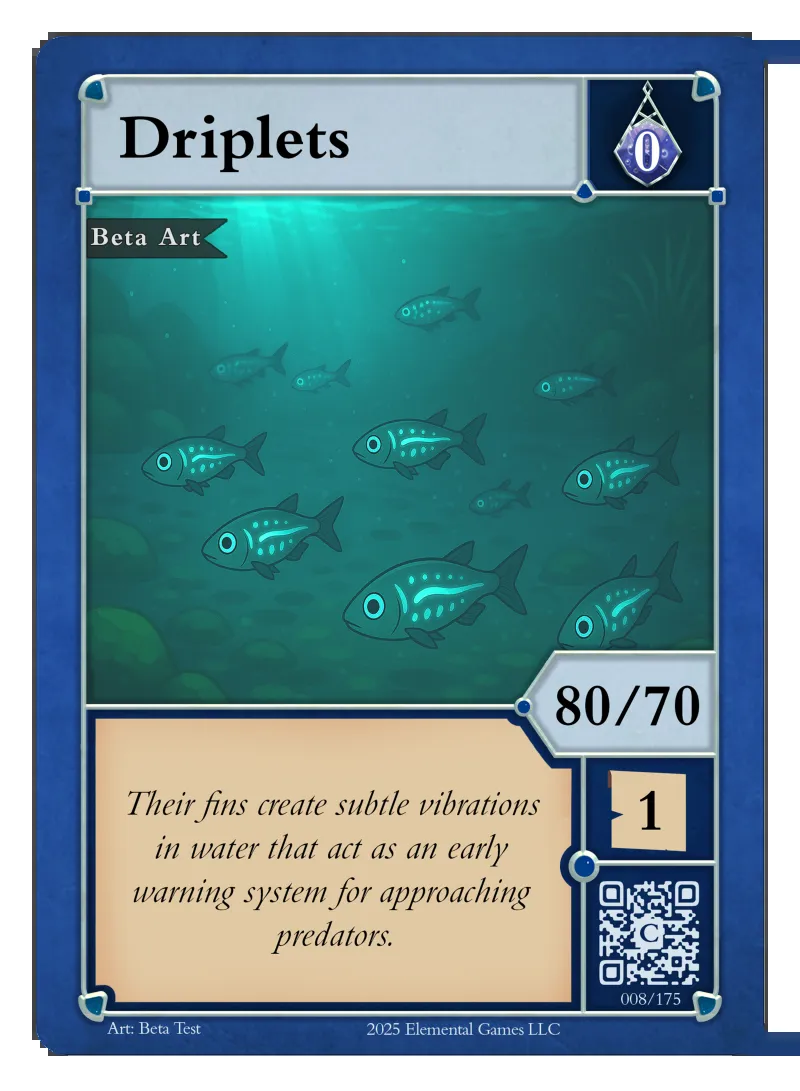 Driplets
0
Beta Art
80/70
Their fins create subtle vibrations
in water that act as an early
warning system for approaching
predators.
1
C
008/175
Art: Beta Test
2025 Elemental Games LLC